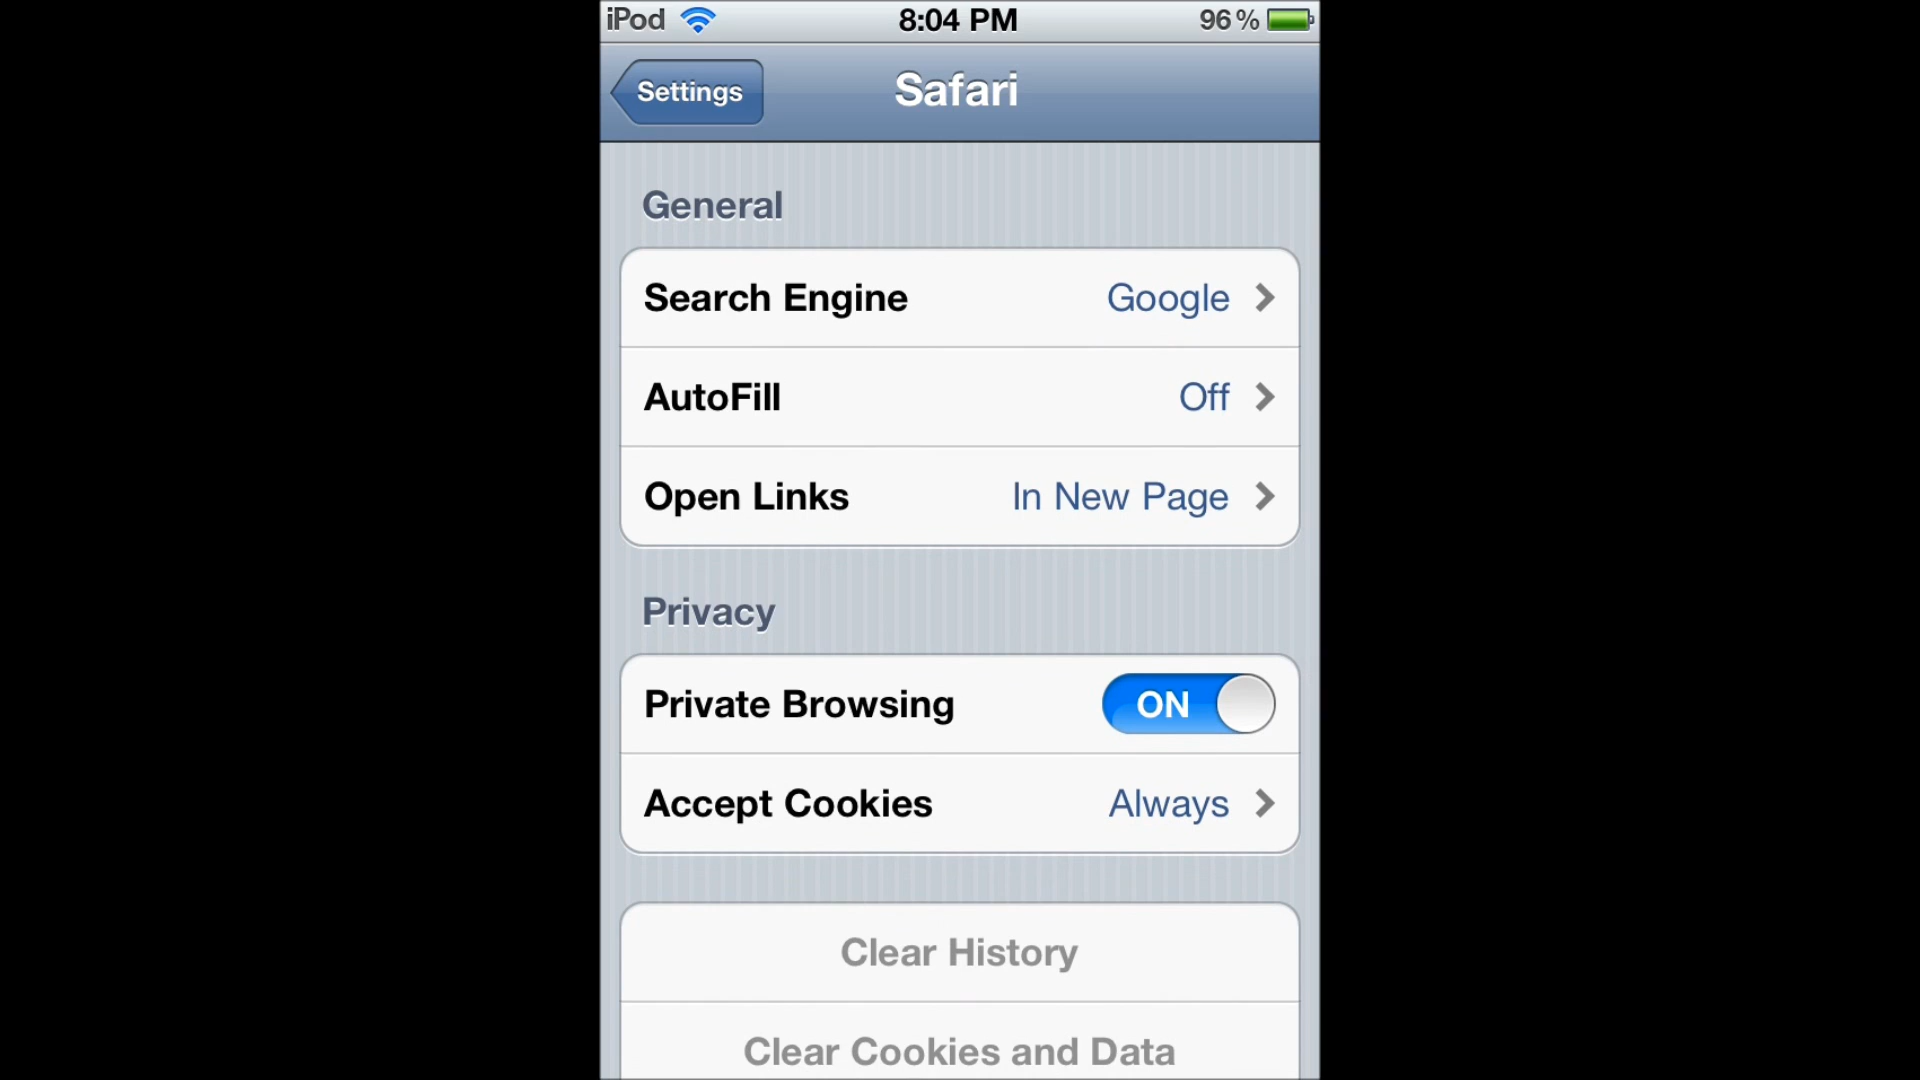 iPod 8:04 PM 96%
Settings Safari
General
Search Engine Google
AutoFill Off
Open Links In New Page
Privacy
Private Browsing ON
Accept Cookies Always
Clear History
Clear Cookies and Data